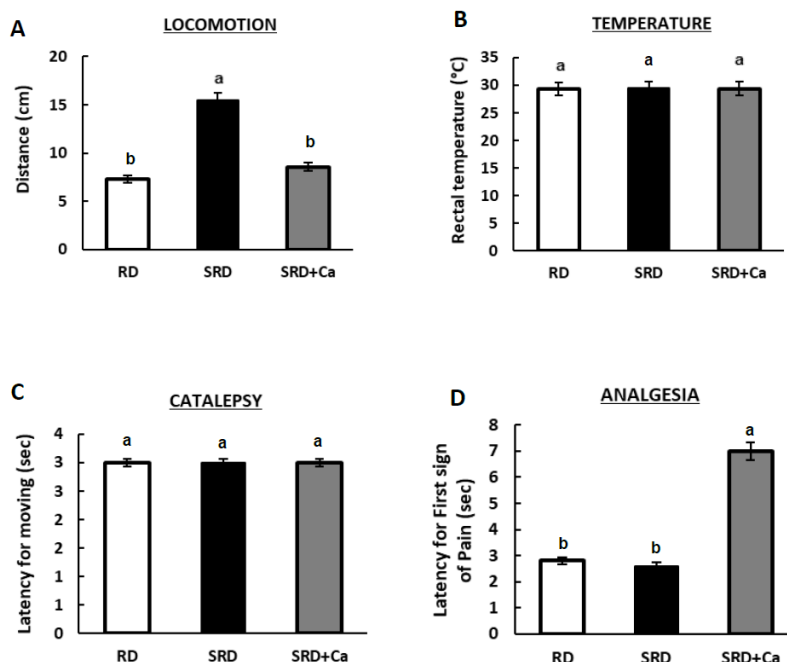 A
LOCOMOTION
Distance (cm)
20
15
10
5
0
b
a
b
RD
SRD
SRD+Ca
B
TEMPERATURE
Rectal temperature (°C)
35
30
25
20
15
10
5
0
a
a
a
RD
SRD
SRD+Ca
C
CATALEPSY
Latency for moving (sec)
4
3
3
2
2
1
1
0
a
a
a
RD
SRD
SRD+Ca
D
ANALGESIA
Latency for First sign
of Pain (sec)
8
7
6
5
4
3
2
1
0
b
b
a
RD
SRD
SRD+Ca